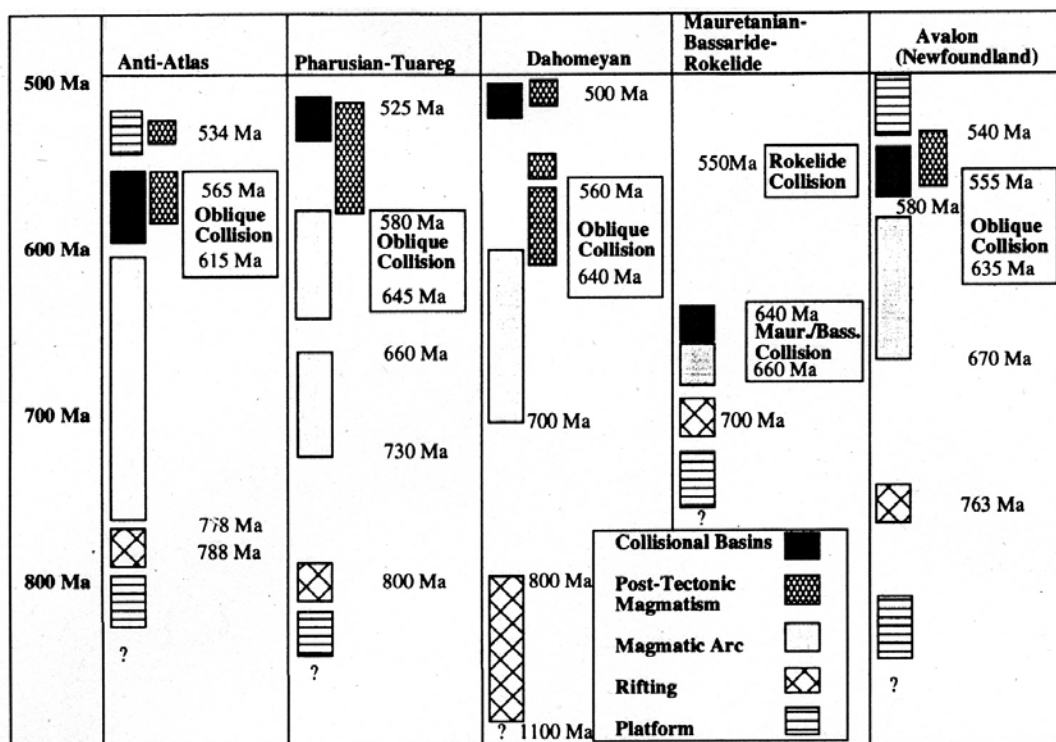 Anti-Atlas
Pharusian-Tuareg
Dahomeyan
Mauretanian-
Bassaride-
Rokelide
Avalon
(Newfoundland)
500 Ma
600 Ma
700 Ma
800 Ma
534 Ma
565 Ma
Oblique
Collision
615 Ma
778 Ma
788 Ma
?
525 Ma
580 Ma
Oblique
Collision
645 Ma
660 Ma
730 Ma
800 Ma
?
500 Ma
560 Ma
Oblique
Collision
640 Ma
700 Ma
800 Ma
? 1100 Ma
550Ma
Rokelide
Collision
640 Ma
Maur./Bass.
Collision
660 Ma
700 Ma
?
540 Ma
555 Ma
580 Ma
Oblique
Collision
635 Ma
670 Ma
763 Ma
?
Collisional Basins
Post-Tectonic
Magmatism
Magmatic Arc
Rifting
Platform